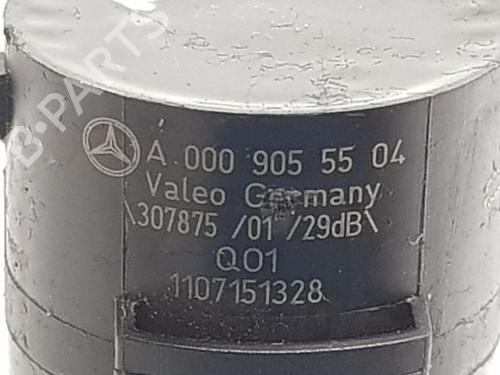 B-PARTS
A 000 905 55 04
Valeo Germany
\307875 /01 /29dB\
Q01
1107151328